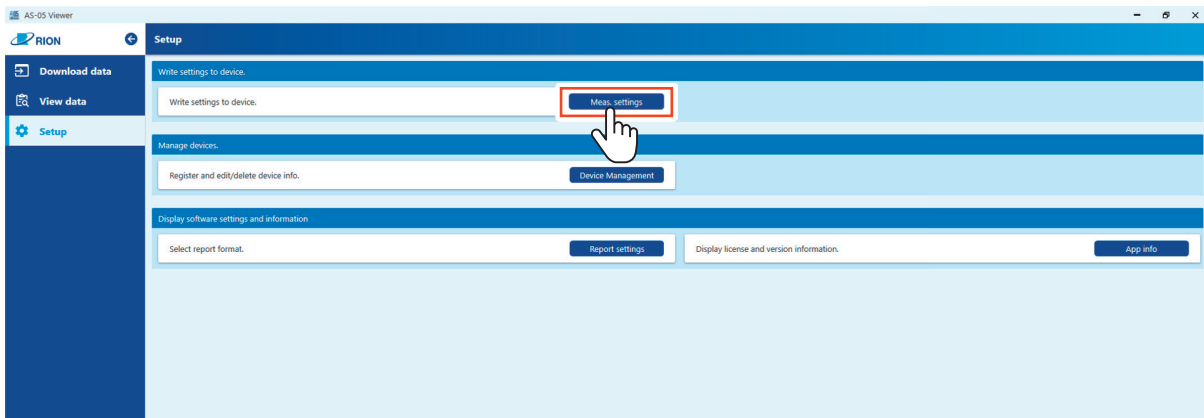 AS-05 Viewer
RION
Setup
Download data
View data
Setup
Write settings to device.
Write settings to device.
Meas. settings
Manage devices.
Register and edit/delete device info.
Device Management
Display software settings and information
Select report format.
Report settings
Display license and version information.
App info